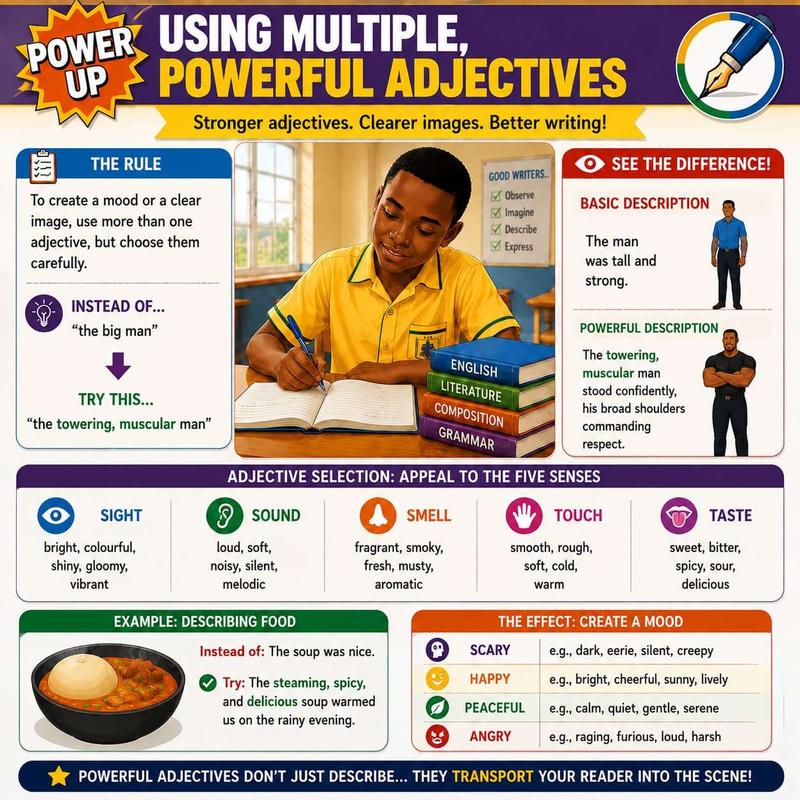 POWER
UP
USING MULTIPLE,
POWERFUL ADJECTIVES
Stronger adjectives. Clearer images. Better writing!
THE RULE
To create a mood or a clear
image, use more than one
adjective, but choose them
carefully.
INSTEAD OF...
“the big man”
TRY THIS...
“the towering, muscular man”
GOOD WRITERS...
Observe
Imagine
Describe
Express
ENGLISH
LITERATURE
COMPOSITION
GRAMMAR
SEE THE DIFFERENCE!
BASIC DESCRIPTION
The man
was tall and
strong.
POWERFUL DESCRIPTION
The towering,
muscular man
stood confidently,
his broad shoulders
commanding
respect.
ADJECTIVE SELECTION: APPEAL TO THE FIVE SENSES
SIGHT
bright, colourful,
shiny, gloomy,
vibrant
SOUND
loud, soft,
noisy, silent,
melodic
SMELL
fragrant, smoky,
fresh, musty,
aromatic
TOUCH
smooth, rough,
soft, cold,
warm
TASTE
sweet, bitter,
spicy, sour,
delicious
EXAMPLE: DESCRIBING FOOD
Instead of: The soup was nice.
Try: The steaming, spicy,
and delicious soup warmed
us on the rainy evening.
THE EFFECT: CREATE A MOOD
SCARY e.g., dark, eerie, silent, creepy
HAPPY e.g., bright, cheerful, sunny, lively
PEACEFUL e.g., calm, quiet, gentle, serene
ANGRY e.g., raging, furious, loud, harsh
POWERFUL ADJECTIVES DON’T JUST DESCRIBE... THEY TRANSPORT YOUR READER INTO THE SCENE!